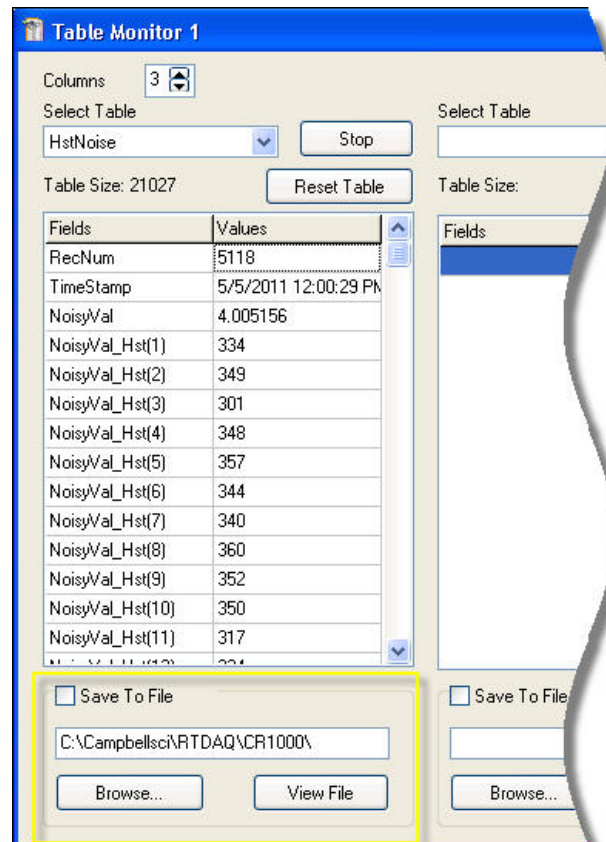 Table Monitor 1
Columns 3
Select Table
HstNoise Stop
Table Size: 21027 Reset Table
Fields Values
RecNum 5118
TimeStamp 5/5/2011 12:00:29 PM
NoisyVal 4.005156
NoisyVal_Hst(1) 334
NoisyVal_Hst(2) 349
NoisyVal_Hst(3) 301
NoisyVal_Hst(4) 348
NoisyVal_Hst(5) 357
NoisyVal_Hst(6) 344
NoisyVal_Hst(7) 340
NoisyVal_Hst(8) 360
NoisyVal_Hst(9) 352
NoisyVal_Hst(10) 350
NoisyVal_Hst(11) 317
Save To File
C:\Campbellsci\RTDAQ\CR1000\
Browse... View File
Select Table
Table Size:
Fields
Save To File
Browse...